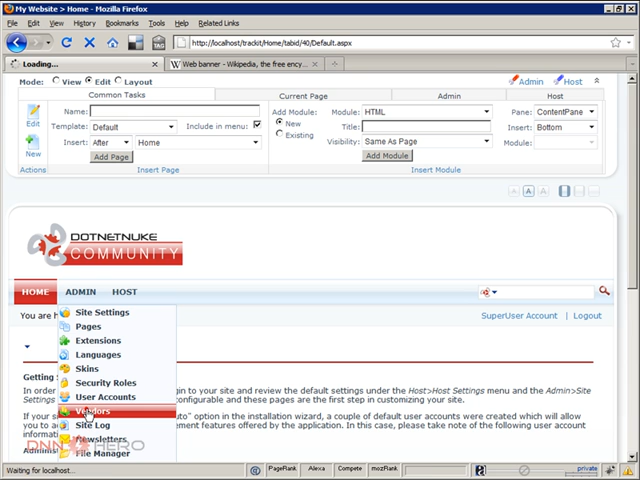 My Website > Home - Mozilla Firefox
File Edit View History Bookmarks Tools Help Related Links
http://localhost/trackit/Home/tabid/40/Default.aspx
Loading... Web banner - Wikipedia, the free ency...
Mode: View Edit Layout Admin Host
Common Tasks Current Page Admin Host
Edit
New
Actions
Name:
Template: Default Include in menu:
Insert: After Home
Add Page
Insert Page
Add Module: New Existing
Module: HTML
Title:
Visibility: Same As Page
Add Module
Pane: ContentPane
Insert: Bottom
Module:
Insert Module
A A A
DOTNETNUKE
COMMUNITY
HOME ADMIN HOST
You are h
SuperUser Account | Logout
Site Settings
Pages
Extensions
Languages
Skins
Security Roles
User Accounts
Vendors
Site Log
Newsletters
File Manager
Getting
In order gin to your site and review the default settings under the Host>Host Settings menu and the Admin>Site
Settings configurable and these pages are the first step in customizing your site.
If your uto" option in the installation wizard, a couple of default user accounts were created which will allow
you to a ement features offered by the application. In this case, please take note of the following user account
informati
Adminis
DNN HERO
Waiting for localhost...
PageRank Alexa Compete mozRank private